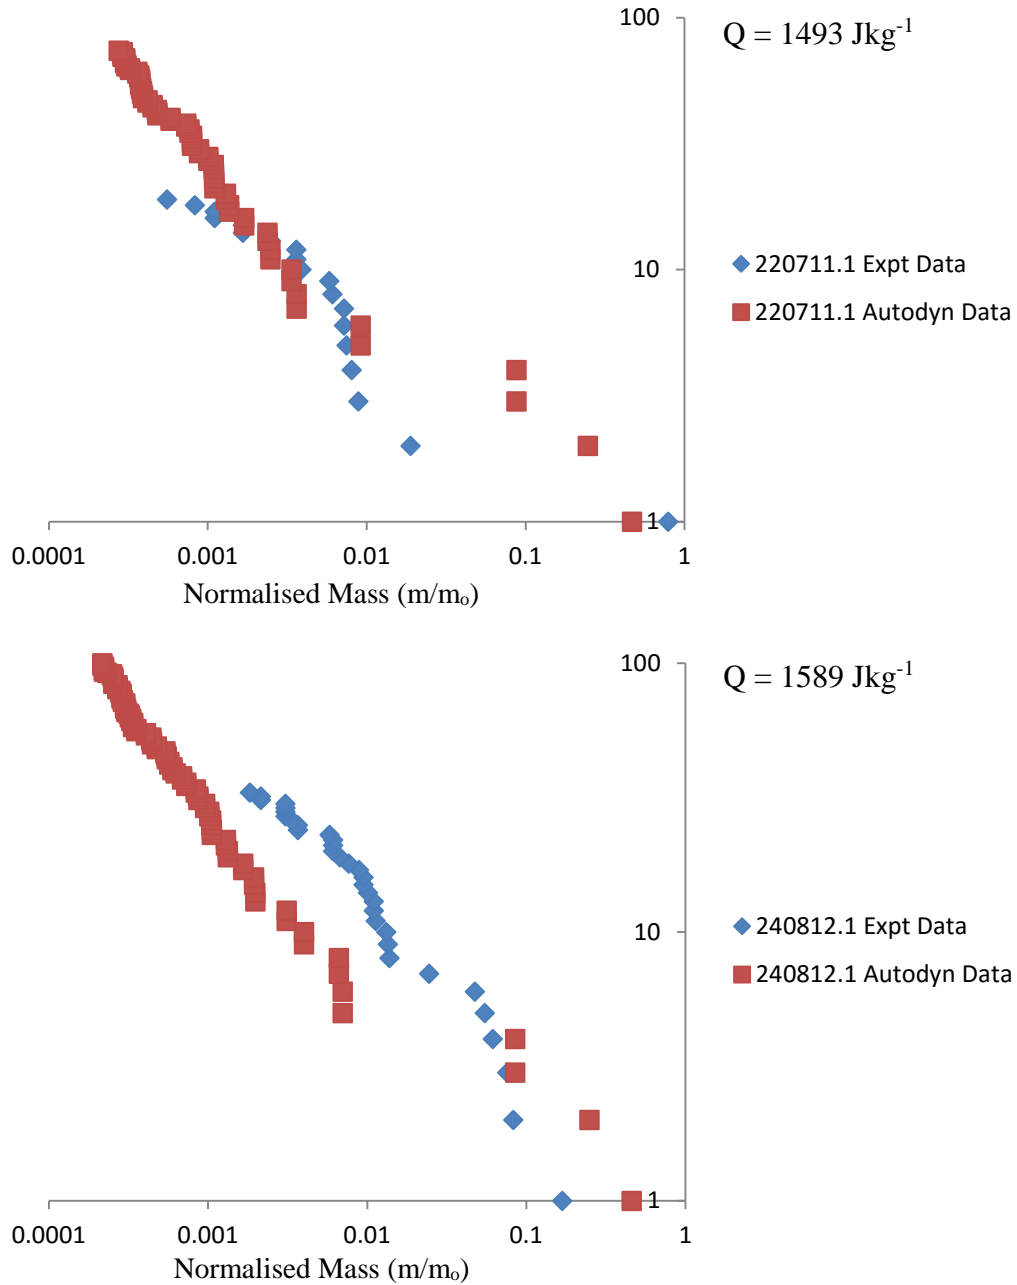 100
Q = 1493 Jkg⁻¹
10
220711.1 Expt Data
220711.1 Autodyn Data
1
0.0001 0.001 0.01 0.1 1
Normalised Mass (m/mₒ)
100
Q = 1589 Jkg⁻¹
10
240812.1 Expt Data
240812.1 Autodyn Data
1
0.0001 0.001 0.01 0.1 1
Normalised Mass (m/mₒ)